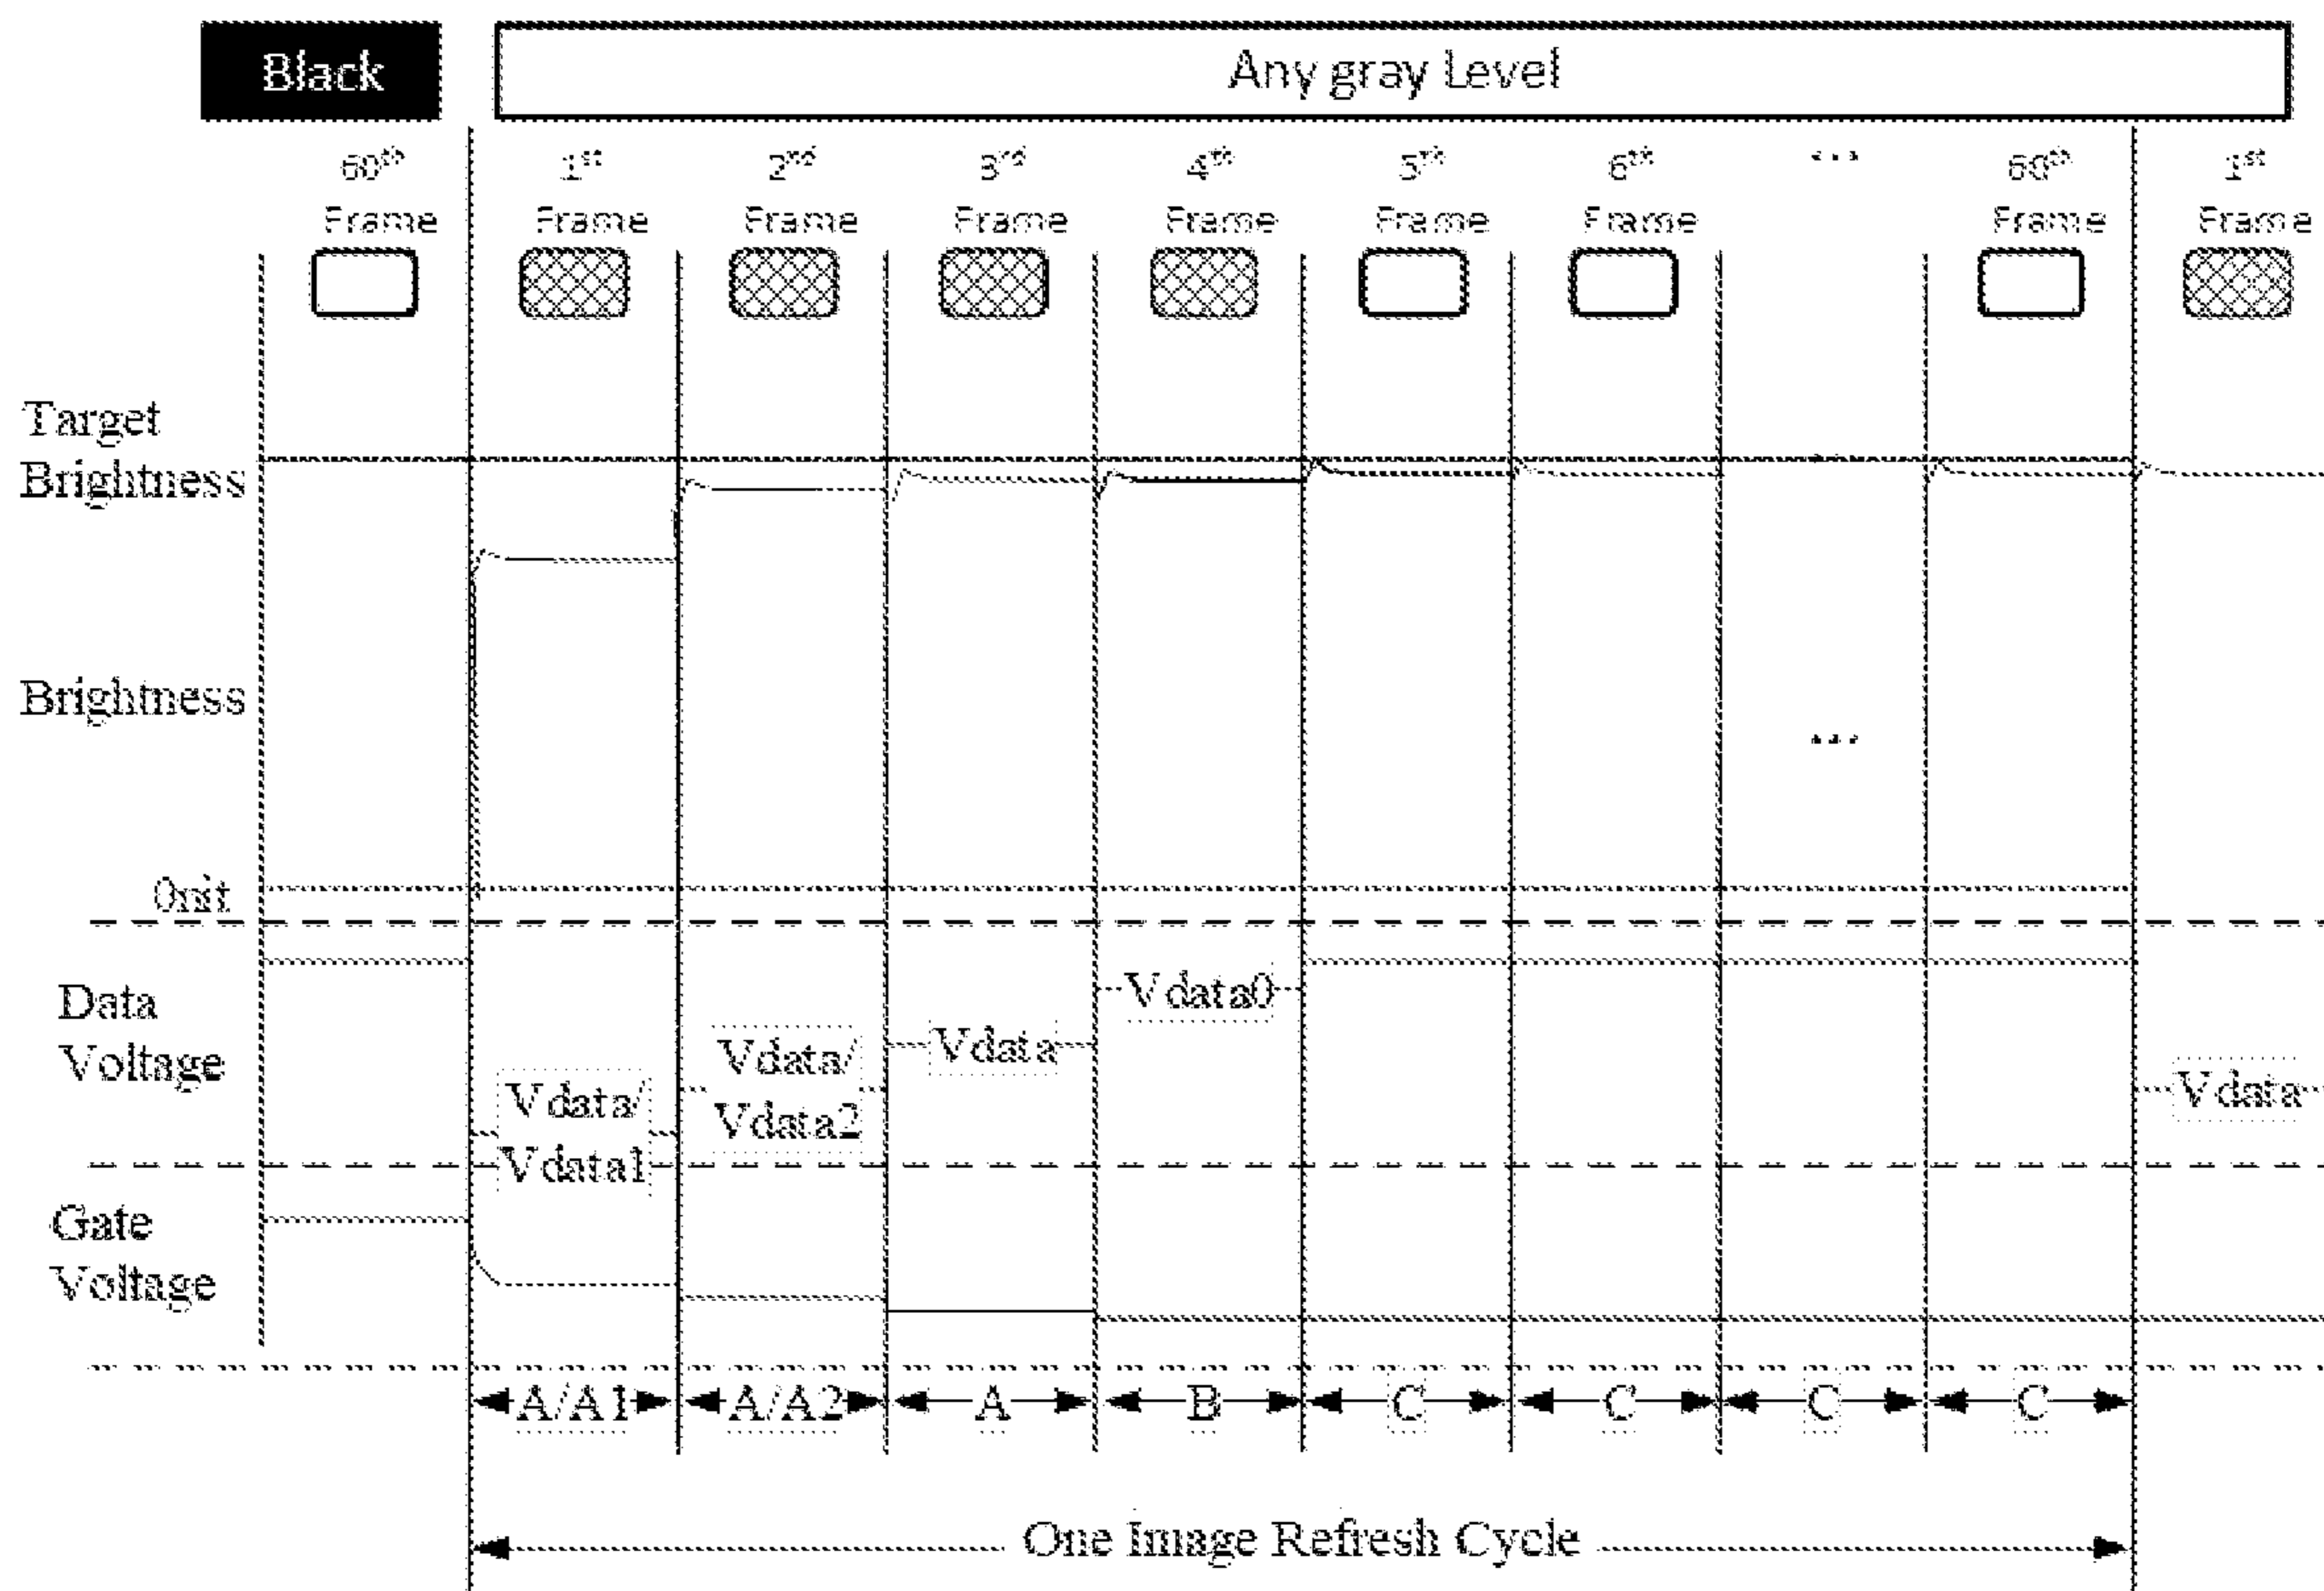 Black
Any gray Level
60th 1st 2nd 3rd 4th 5th 6th ... 60th 1st
Frame Frame Frame Frame Frame Frame Frame Frame Frame
Target
Brightness
Brightness
...
0nit
Data
Voltage
Vdata/
Vdata1
Vdata/
Vdata2
Vdata
Vdata0
Vdata
Gate
Voltage
A/A1 A/A2 A B C C C C
One Image Refresh Cycle